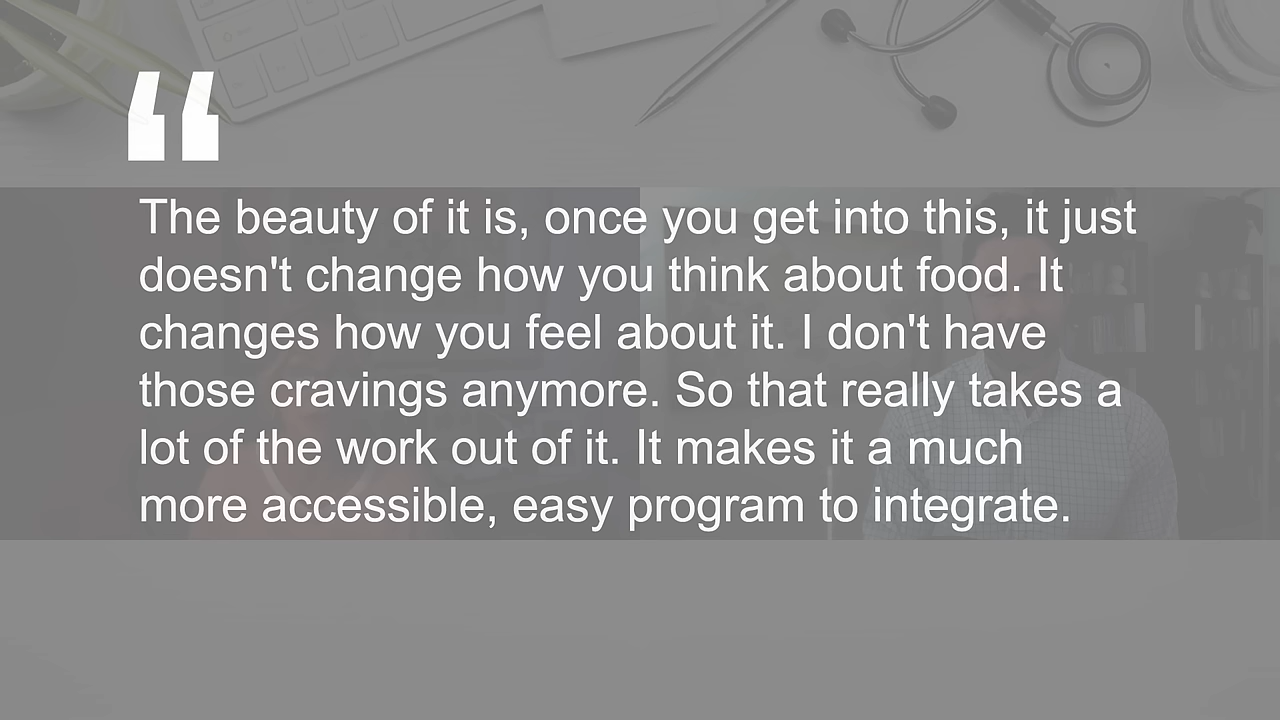 “
The beauty of it is, once you get into this, it just
doesn't change how you think about food. It
changes how you feel about it. I don't have
those cravings anymore. So that really takes a
lot of the work out of it. It makes it a much
more accessible, easy program to integrate.